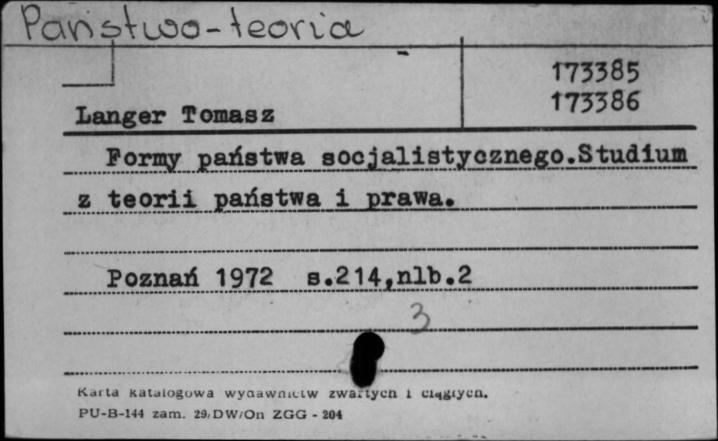 Państwo-teoria
173385
173386
Langer Tomasz
Formy państwa socjalistycznego.Studium
z teorii państwa i prawa.
Poznań 1972 s.214,nlb.2
3
Karta katalogowa wydawnictw zwartych i ciągłych.
PU-B-144 zam. 29/DW/On ZGG - 204